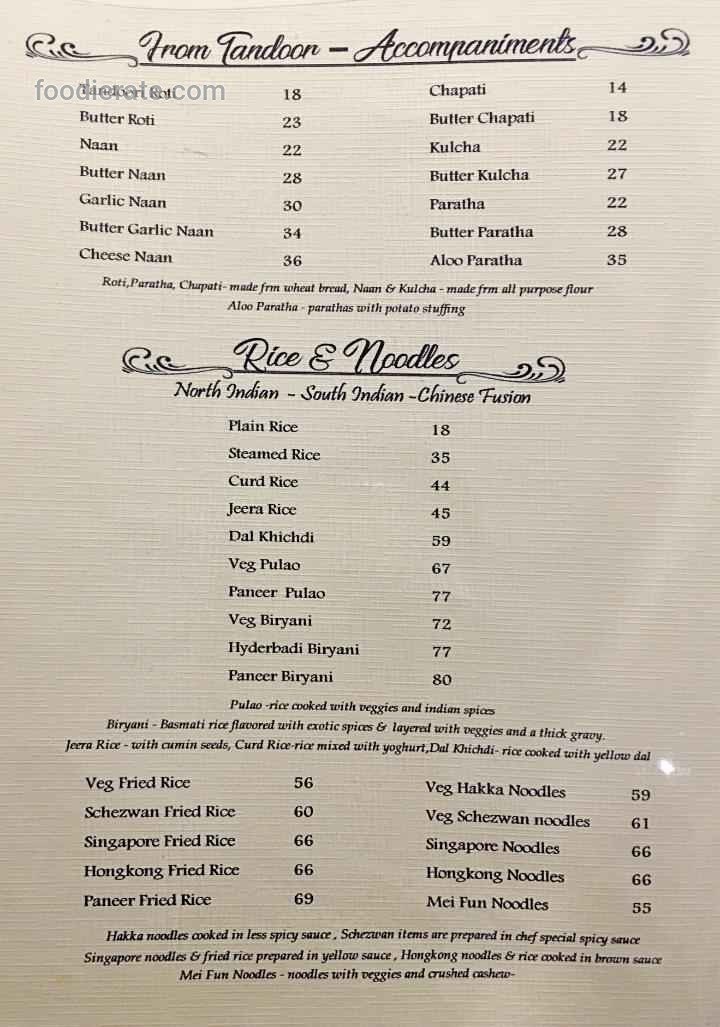 From Tandoor - Accompaniments
foodierate.com
Tandoori Roti 18 Chapati 14
Butter Roti 23 Butter Chapati 18
Naan 22 Kulcha 22
Butter Naan 28 Butter Kulcha 27
Garlic Naan 30 Paratha 22
Butter Garlic Naan 34 Butter Paratha 28
Cheese Naan 36 Aloo Paratha 35
Roti,Paratha, Chapati- made frm wheat bread, Naan & Kulcha - made frm all purpose flour
Aloo Paratha - parathas with potato stuffing
Rice & Noodles
North Indian - South Indian -Chinese Fusion
Plain Rice 18
Steamed Rice 35
Curd Rice 44
Jeera Rice 45
Dal Khichdi 59
Veg Pulao 67
Paneer Pulao 77
Veg Biryani 72
Hyderbadi Biryani 77
Paneer Biryani 80
Pulao -rice cooked with veggies and indian spices
Biryani - Basmati rice flavored with exotic spices & layered with veggies and a thick gravy.
Jeera Rice - with cumin seeds, Curd Rice-rice mixed with yoghurt,Dal Khichdi- rice cooked with yellow dal
Veg Fried Rice 56 Veg Hakka Noodles 59
Schezwan Fried Rice 60 Veg Schezwan noodles 61
Singapore Fried Rice 66 Singapore Noodles 66
Hongkong Fried Rice 66 Hongkong Noodles 66
Paneer Fried Rice 69 Mei Fun Noodles 55
Hakka noodles cooked in less spicy sauce , Schezwan items are prepared in chef special spicy sauce
Singapore noodles & fried rice prepared in yellow sauce , Hongkong noodles & rice cooked in brown sauce
Mei Fun Noodles - noodles with veggies and crushed cashew-